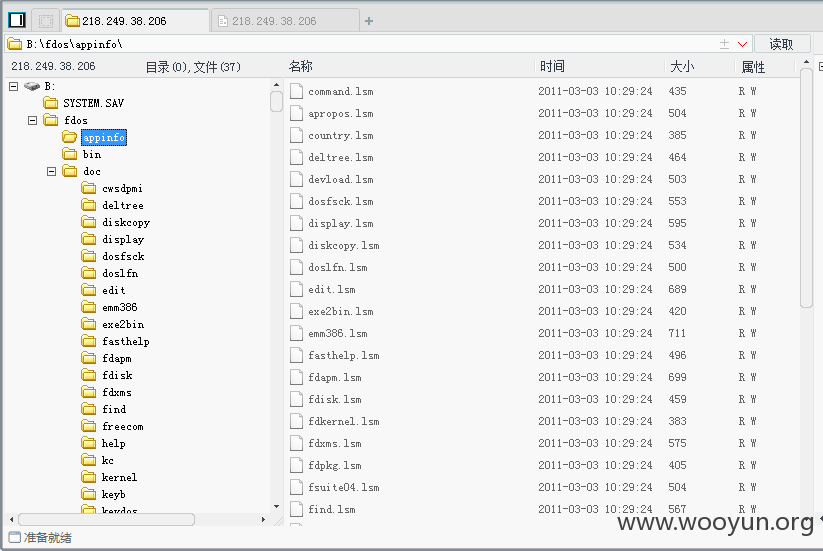 218.249.38.206 218.249.38.206 +
B:\fdos\appinfo\ 读取
218.249.38.206 目录(0),文件(37) 名称 时间 大小 属性
B:
SYSTEM.SAV
fdos
appinfo
bin
doc
cwsdpmi
deltree
diskcopy
display
dosfsck
doslfn
edit
emm386
exe2bin
fasthelp
fdapm
fdisk
fdxms
find
freecom
help
kc
kernel
keyb
keydos
command.lsm 2011-03-03 10:29:24 435 R W
apropos.lsm 2011-03-03 10:29:24 504 R W
country.lsm 2011-03-03 10:29:24 385 R W
deltree.lsm 2011-03-03 10:29:24 464 R W
devload.lsm 2011-03-03 10:29:24 503 R W
dosfsck.lsm 2011-03-03 10:29:24 553 R W
display.lsm 2011-03-03 10:29:24 595 R W
diskcopy.lsm 2011-03-03 10:29:24 534 R W
doslfn.lsm 2011-03-03 10:29:24 500 R W
edit.lsm 2011-03-03 10:29:24 689 R W
exe2bin.lsm 2011-03-03 10:29:24 420 R W
emm386.lsm 2011-03-03 10:29:24 711 R W
fasthelp.lsm 2011-03-03 10:29:24 496 R W
fdapm.lsm 2011-03-03 10:29:24 699 R W
fdisk.lsm 2011-03-03 10:29:24 459 R W
fdkernel.lsm 2011-03-03 10:29:24 383 R W
fdxms.lsm 2011-03-03 10:29:24 575 R W
fdpkg.lsm 2011-03-03 10:29:24 405 R W
fsuite04.lsm 2011-03-03 10:29:24 504 R W
find.lsm 2011-03-03 10:29:24 567 R W
www.wooyun.org
准备就绪